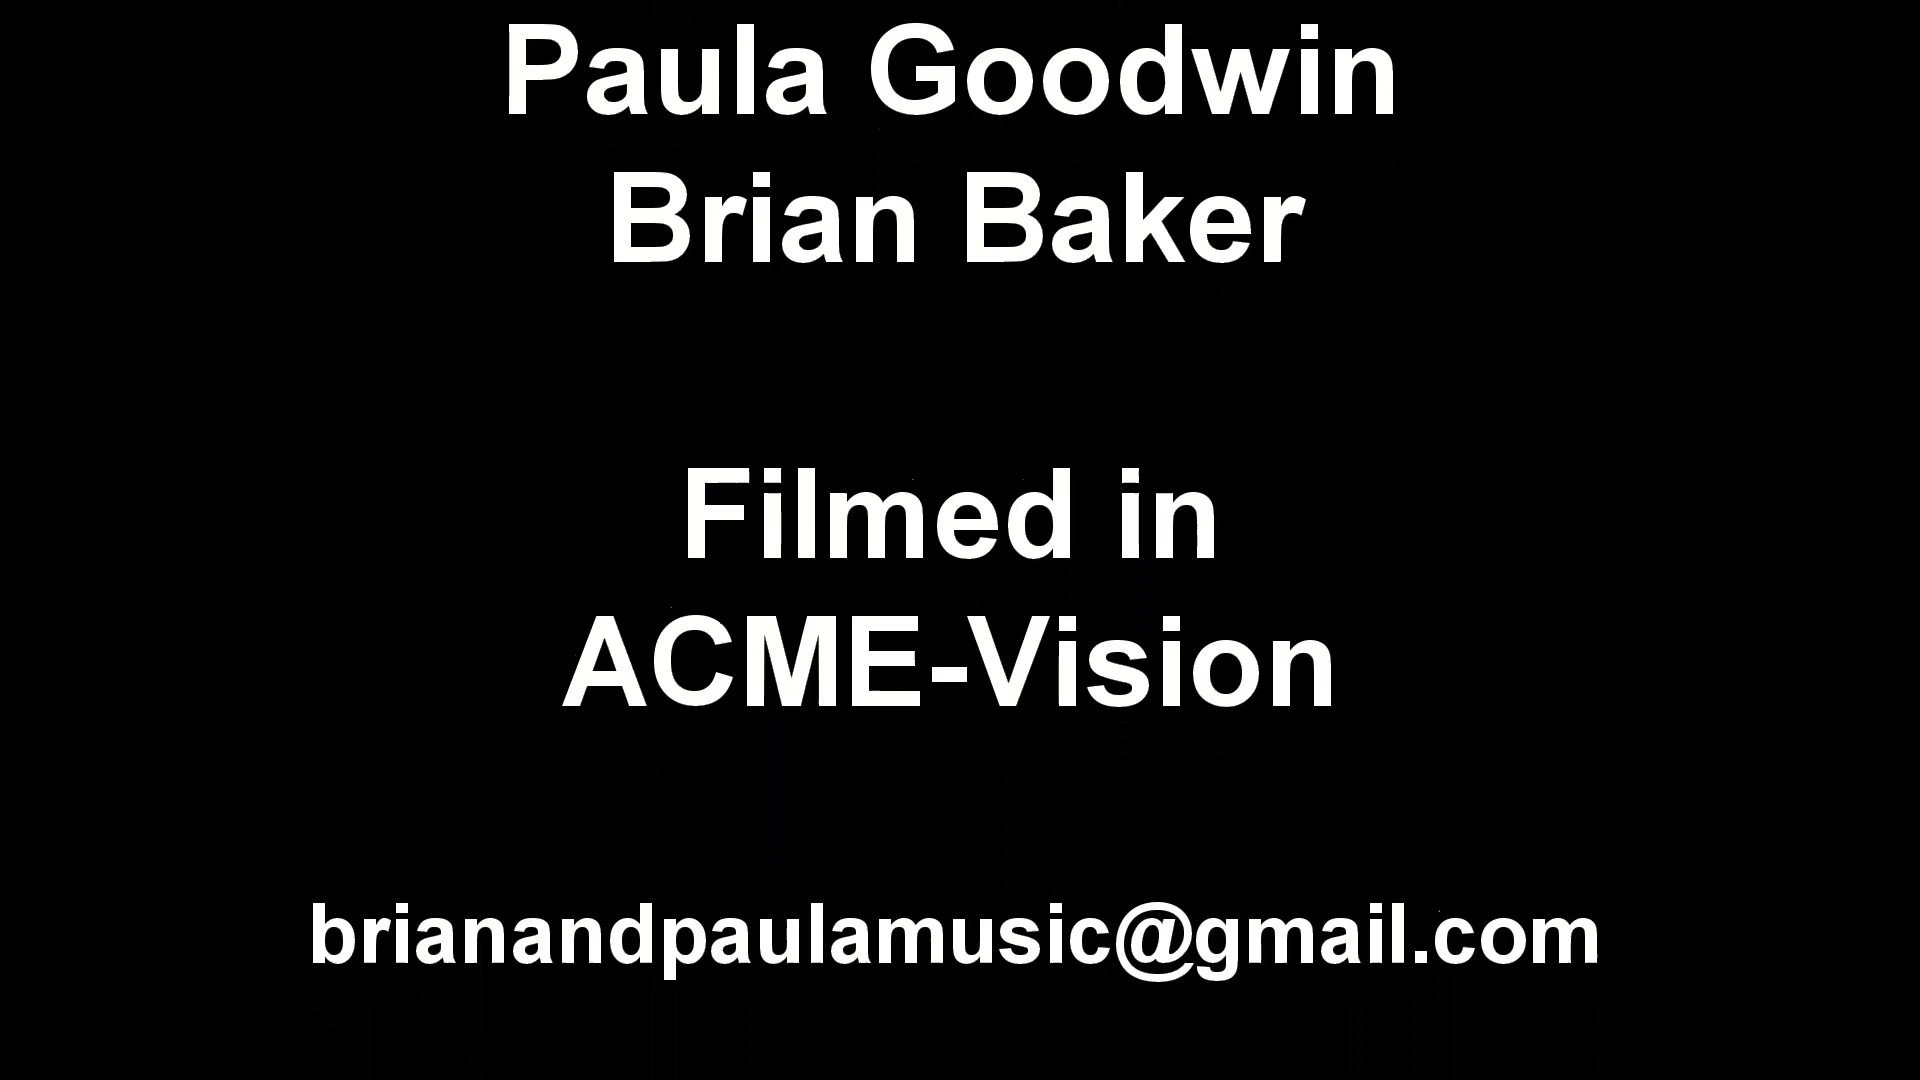 Paula Goodwin
Brian Baker
Filmed in
ACME-Vision
brianandpaulamusic@gmail.com